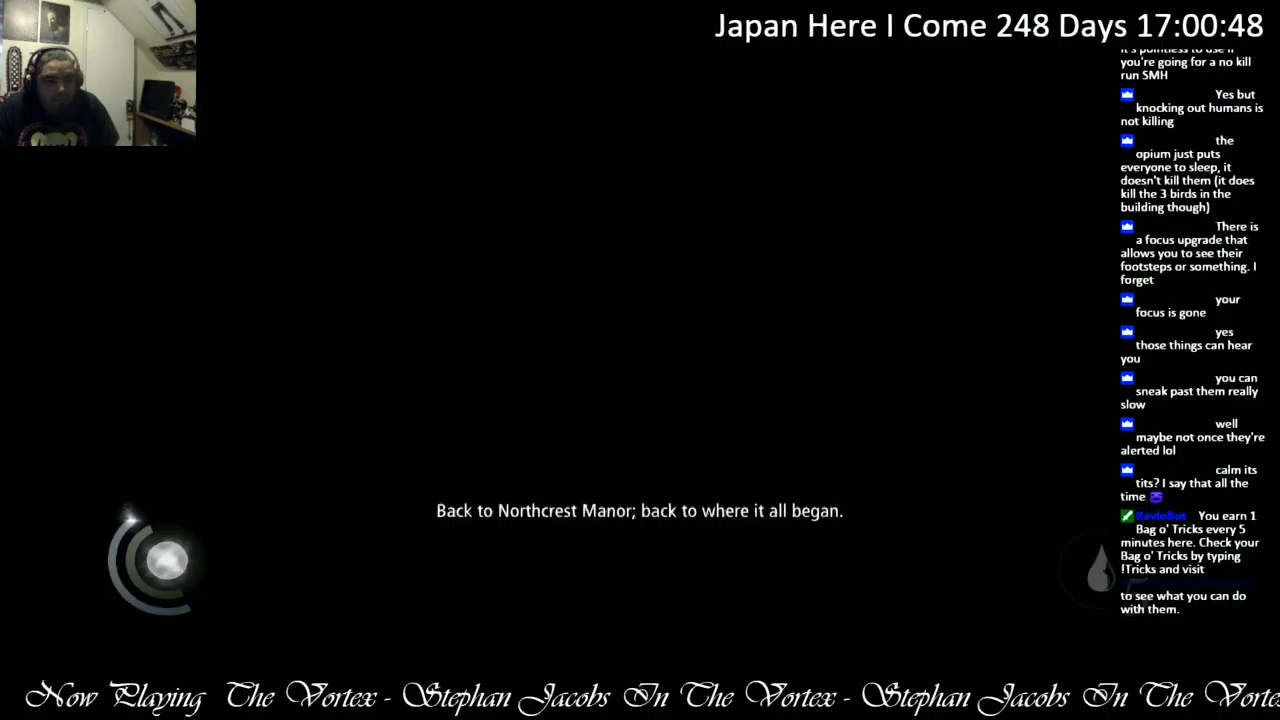 Japan Here I Come 248 Days 17:00:48
it's pointless to use if
you're going for a no kill
run SMH
Yes but
knocking out humans is
not killing
the
opium just puts
everyone to sleep, it
doesn't kill them (it does
kill the 3 birds in the
building though)
There is
a focus upgrade that
allows you to see their
footsteps or something. I
forget
your
focus is gone
yes
those things can hear
you
you can
sneak past them really
slow
well
maybe not once they're
alerted lol
calm its
tits? I say that all the
time
RevloBot You earn 1
Bag o' Tricks every 5
minutes here. Check your
Bag o' Tricks by typing
!Tricks and visit
to see what you can do
with them.
Back to Northcrest Manor; back to where it all began.
Now Playing The Vortex - Stephan Jacobs In The Vortex - Stephan Jacobs In The Vorte